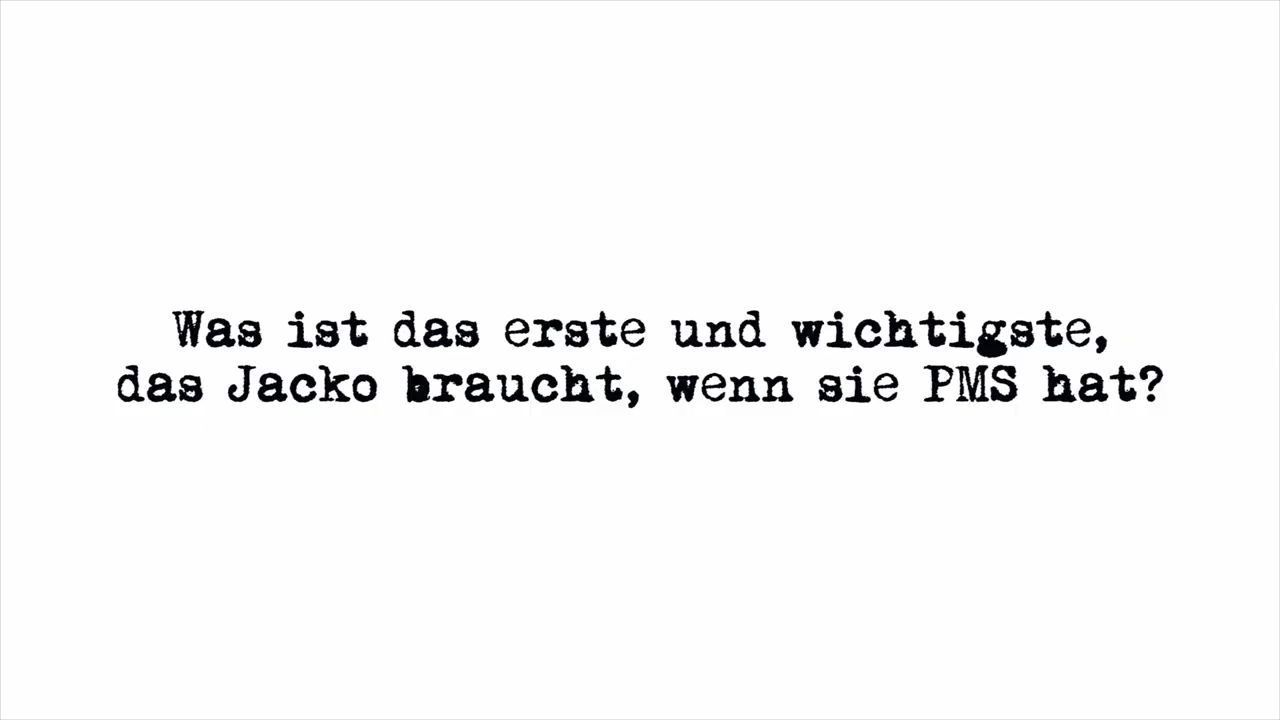 Was ist das erste und wichtigste,
das Jacko braucht, wenn sie PMS hat?